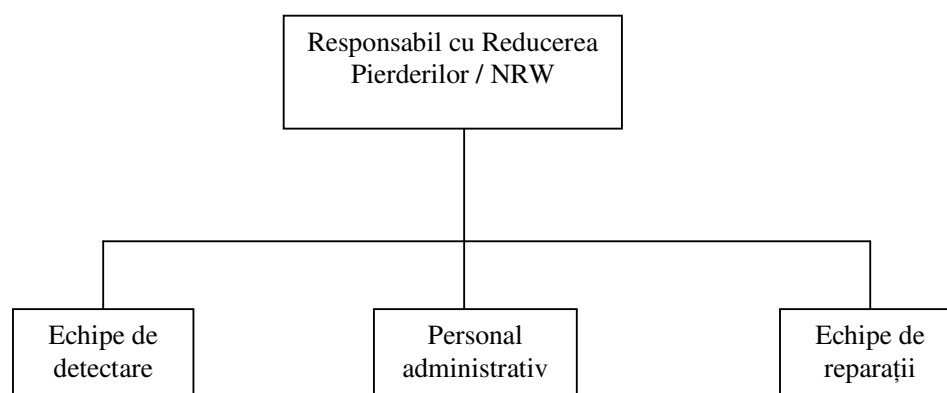 Responsabil cu Reducerea
Pierderilor / NRW
Echipe de
detectare
Personal
administrativ
Echipe de
reparații